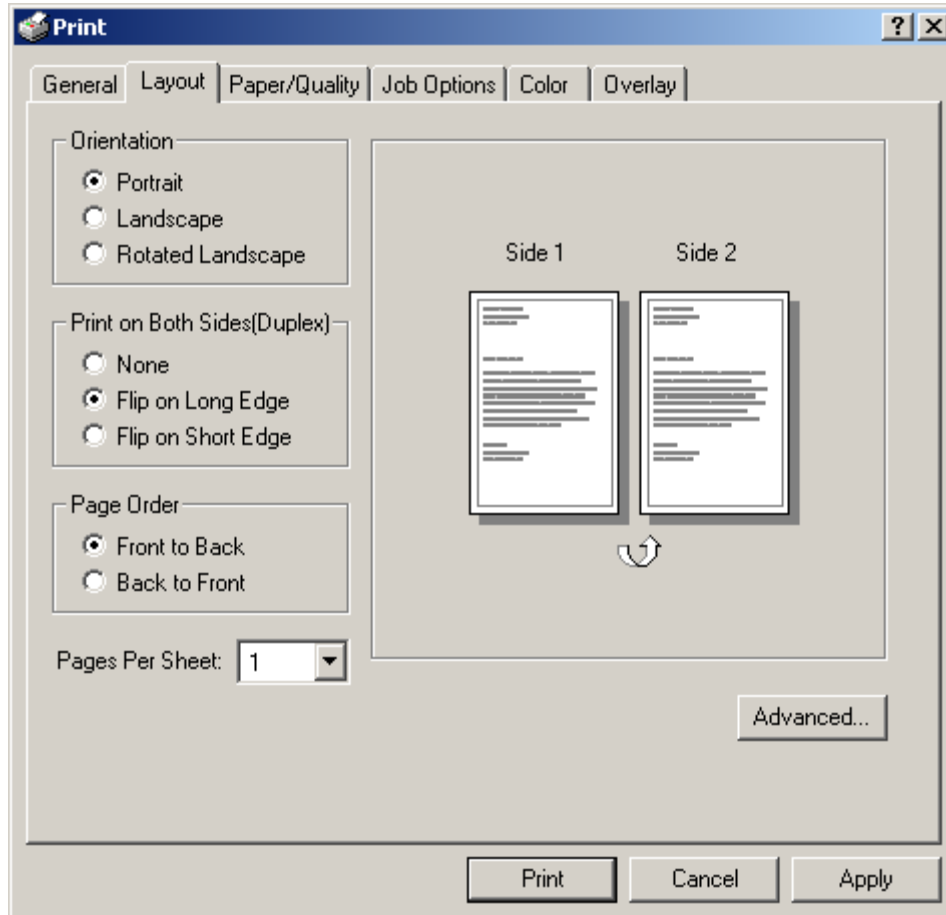 Print
General Layout Paper/Quality Job Options Color Overlay
Orientation
Portrait
Landscape
Rotated Landscape
Print on Both Sides(Duplex)
None
Flip on Long Edge
Flip on Short Edge
Page Order
Front to Back
Back to Front
Pages Per Sheet: 1
Side 1 Side 2
Advanced...
Print Cancel Apply